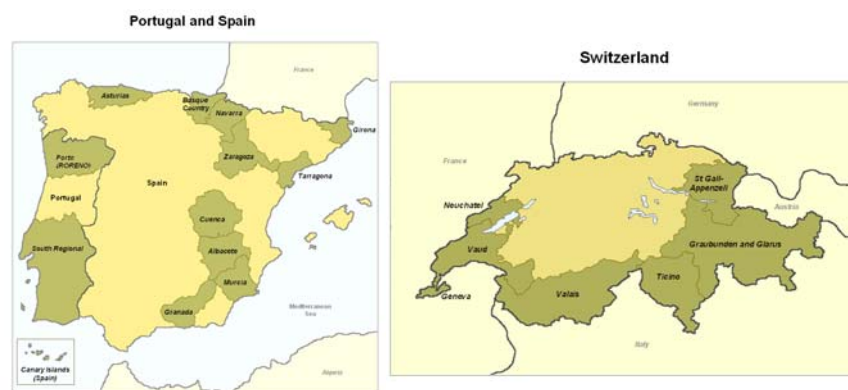 Portugal and Spain
France
Asturias
Basque
Country
Navarra
Girona
Porto
(RORENO)
Zaragoza
Tarragona
Portugal
Spain
Cuenca
South Regional
Albacete
Murcia
Granada
Mediterranean
Sea
Canary Islands
(Spain)
Algeria
Switzerland
Germany
France
St Gall-
Appenzell
Neuchatel
Austria
Vaud
Graubunden and Glarus
Geneva
Valais
Ticino
Italy